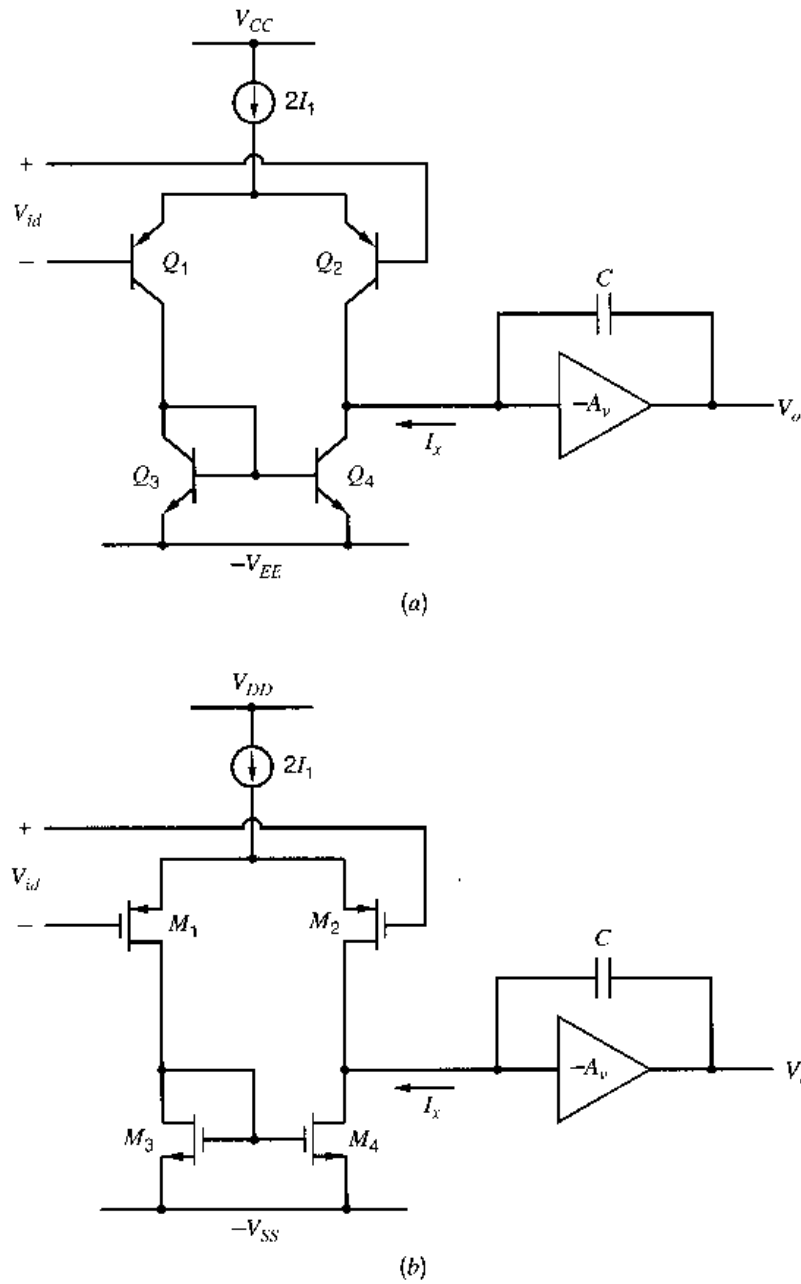 V_CC
2I_1
+
V_id
−
Q_1
Q_2
C
−A_v
V_o
I_x
Q_3
Q_4
−V_EE
(a)
V_DD
2I_1
+
V_id
−
M_1
M_2
C
−A_v
V
I_x
M_3
M_4
−V_SS
(b)